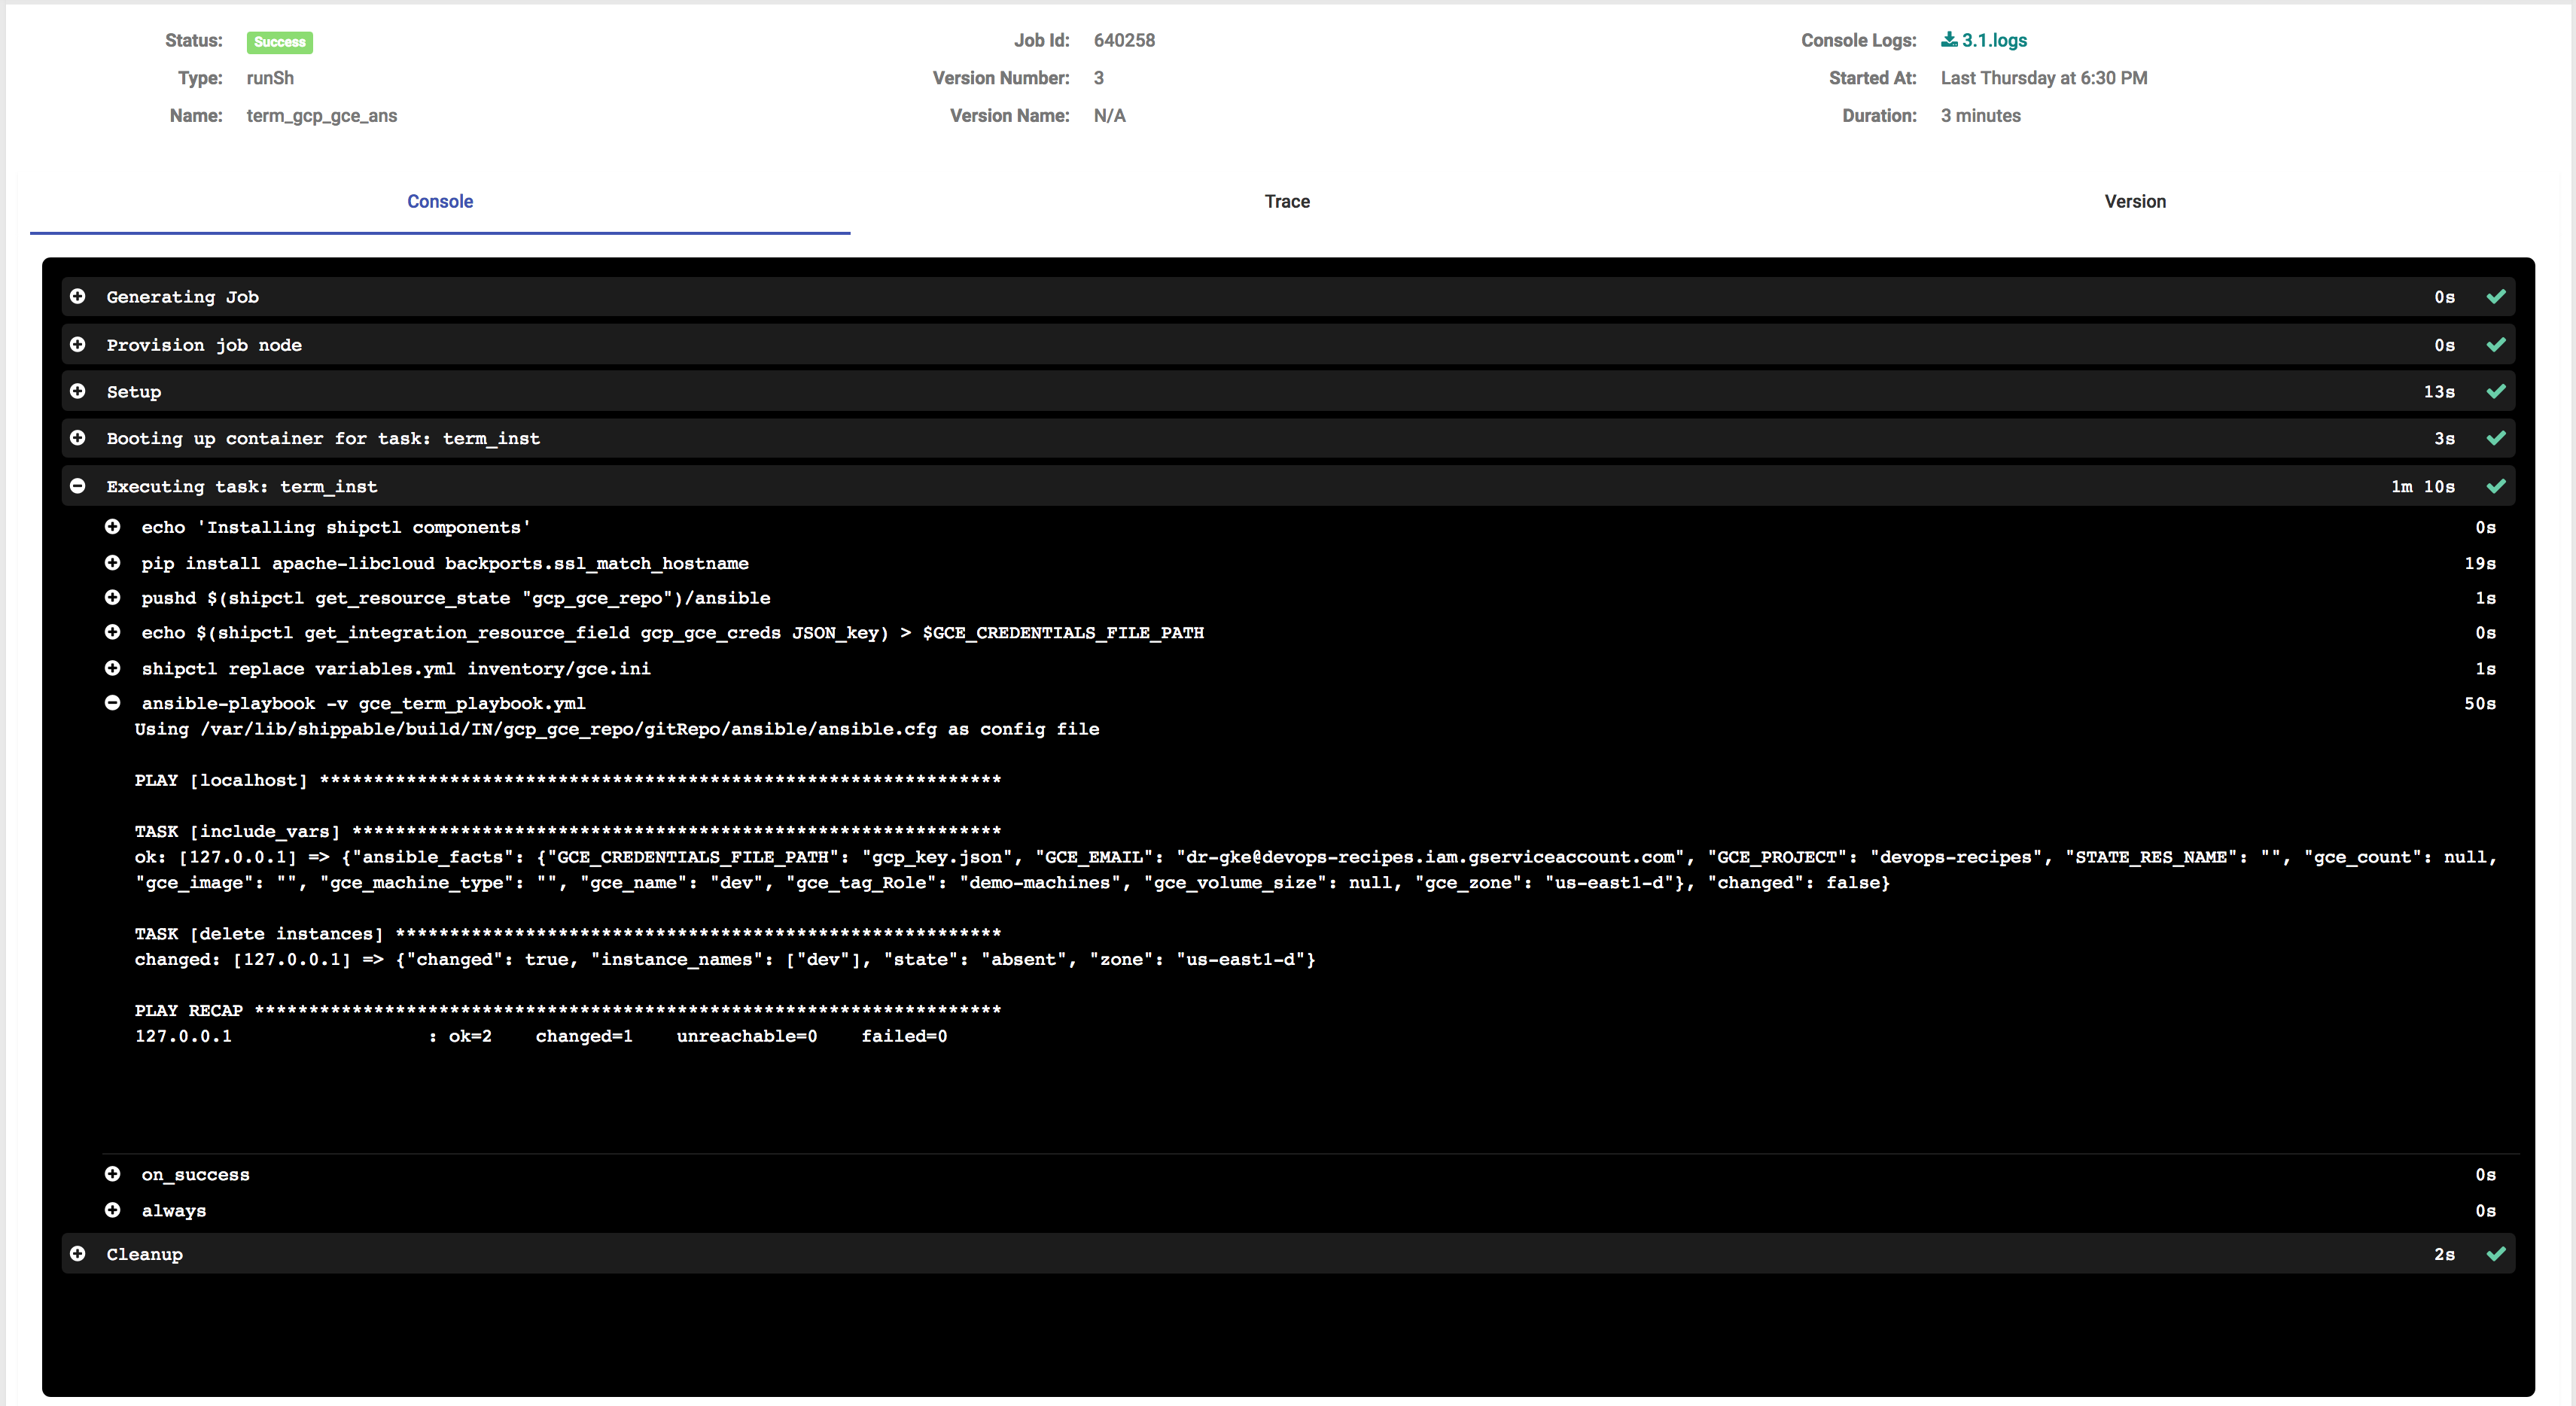 Status: Success Job Id: 640258 Console Logs: 3.1.logs
Type: runSh Version Number: 3 Started At: Last Thursday at 6:30 PM
Name: term_gcp_gce_ans Version Name: N/A Duration: 3 minutes
Console Trace Version
Generating Job 0s
Provision job node 0s
Setup 13s
Booting up container for task: term_inst 3s
Executing task: term_inst 1m 10s
echo 'Installing shipctl components' 0s
pip install apache-libcloud backports.ssl_match_hostname 19s
pushd $(shipctl get_resource_state "gcp_gce_repo")/ansible 1s
echo $(shipctl get_integration_resource_field gcp_gce_creds JSON_key) > $GCE_CREDENTIALS_FILE_PATH 0s
shipctl replace variables.yml inventory/gce.ini 1s
ansible-playbook -v gce_term_playbook.yml 50s
Using /var/lib/shippable/build/IN/gcp_gce_repo/gitRepo/ansible/ansible.cfg as config file
PLAY [localhost] ***************************************************************
TASK [include_vars] ************************************************************
ok: [127.0.0.1] => {"ansible_facts": {"GCE_CREDENTIALS_FILE_PATH": "gcp_key.json", "GCE_EMAIL": "dr-gke@devops-recipes.iam.gserviceaccount.com", "GCE_PROJECT": "devops-recipes", "STATE_RES_NAME": "", "gce_count": null,
"gce_image": "", "gce_machine_type": "", "gce_name": "dev", "gce_tag_Role": "demo-machines", "gce_volume_size": null, "gce_zone": "us-east1-d"}, "changed": false}
TASK [delete instances] ********************************************************
changed: [127.0.0.1] => {"changed": true, "instance_names": ["dev"], "state": "absent", "zone": "us-east1-d"}
PLAY RECAP *********************************************************************
127.0.0.1 : ok=2 changed=1 unreachable=0 failed=0
on_success 0s
always 0s
Cleanup 2s